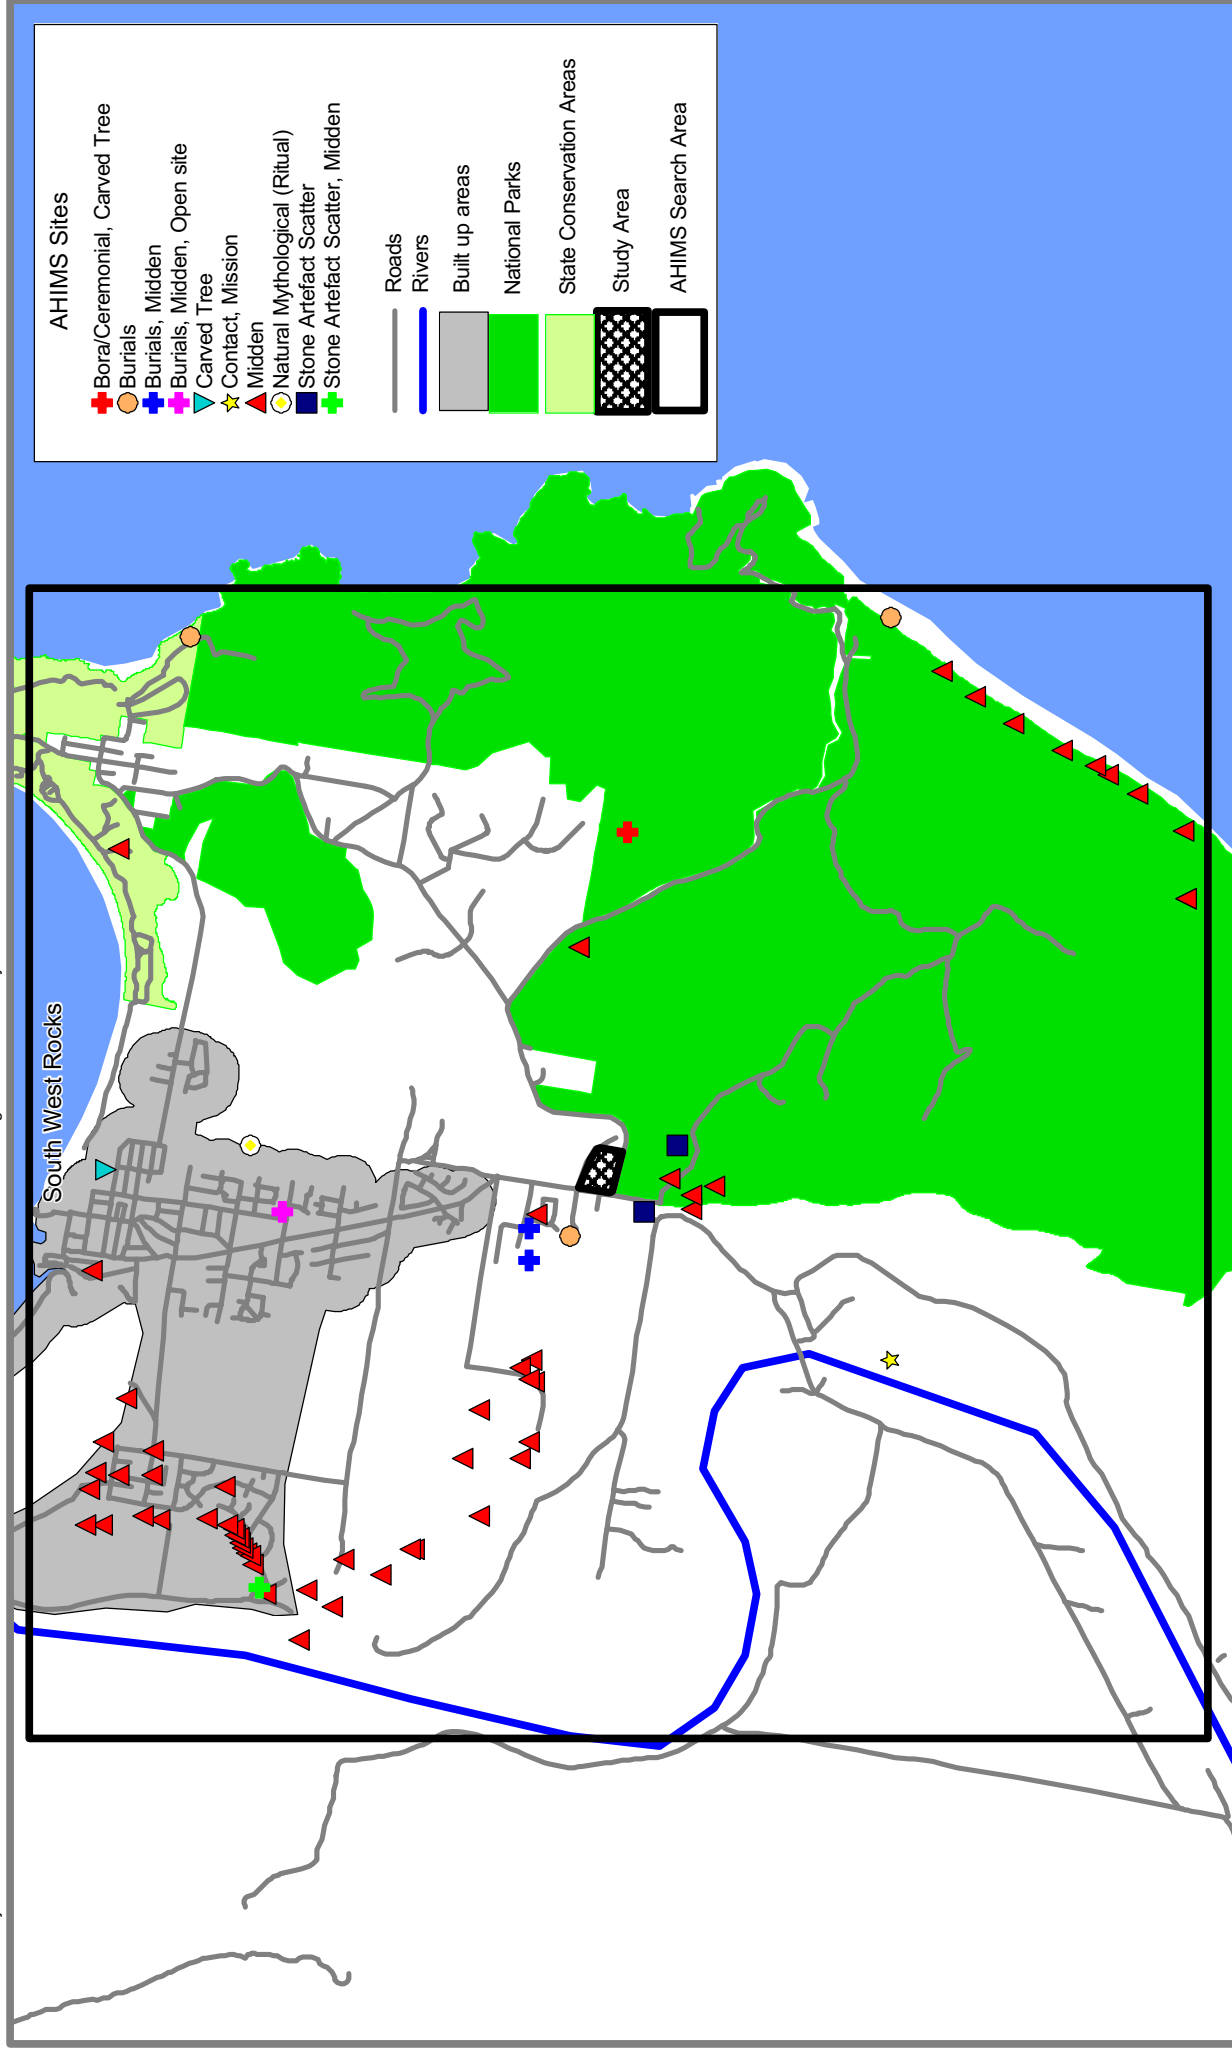 AHIMS Sites
Bora/Ceremonial, Carved Tree
Burials
Burials, Midden
Burials, Midden, Open site
Carved Tree
Contact, Mission
Midden
Natural Mythological (Ritual)
Stone Artefact Scatter
Stone Artefact Scatter, Midden
Roads
Rivers
Built up areas
National Parks
State Conservation Areas
Study Area
AHIMS Search Area
South West Rocks